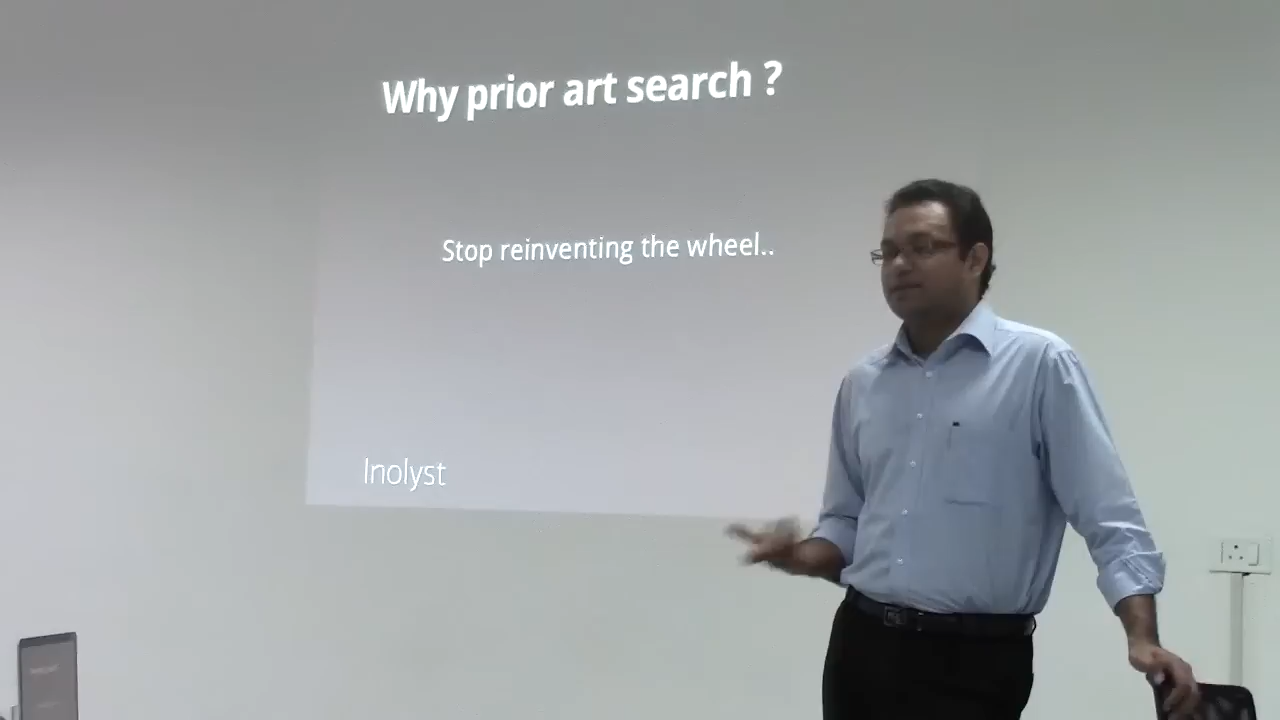 Why prior art search ?
Stop reinventing the wheel..
Inolyst